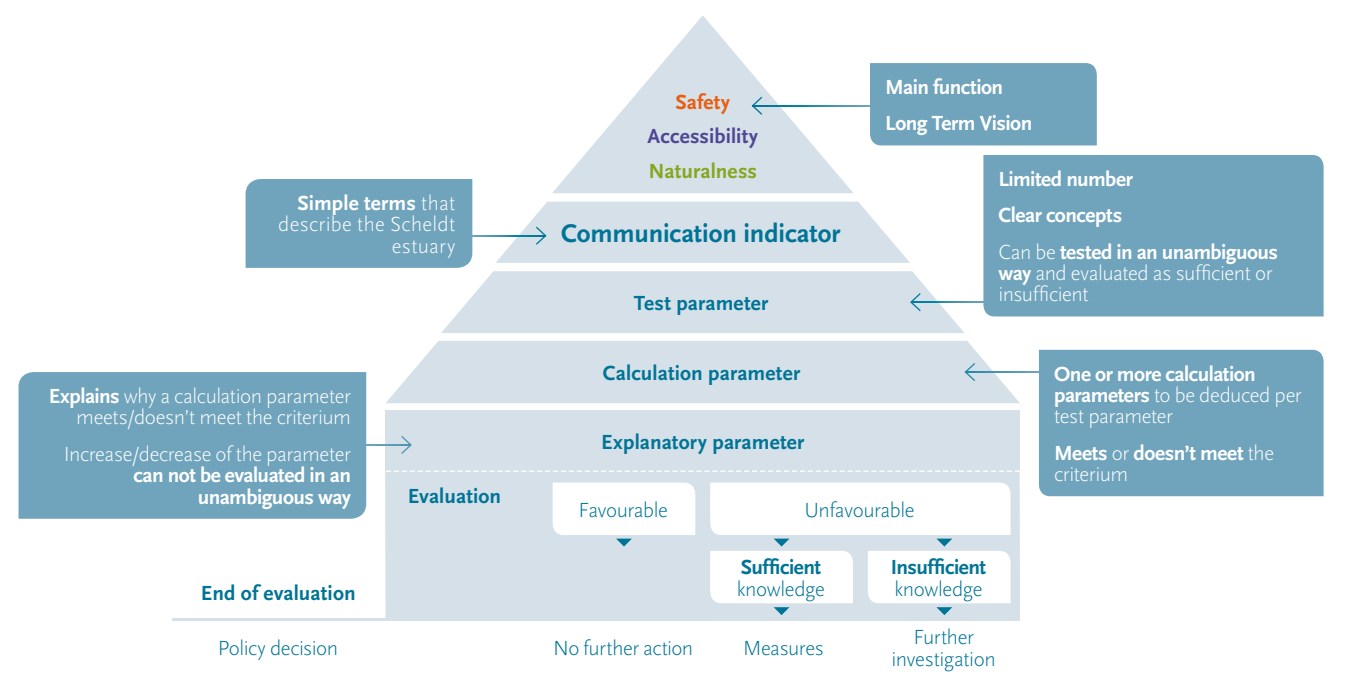 Safety
Accessibility
Naturalness
Main function
Long Term Vision
Simple terms that
describe the Scheldt
estuary
Communication indicator
Limited number
Clear concepts
Can be tested in an unambiguous
way and evaluated as sufficient or
insufficient
Test parameter
Calculation parameter
One or more calculation
parameters to be deduced per
test parameter
Meets or doesn't meet the
criterium
Explains why a calculation parameter
meets/doesn't meet the criterium
Increase/decrease of the parameter
can not be evaluated in an
unambiguous way
Explanatory parameter
Evaluation
Favourable
Unfavourable
Sufficient
knowledge
Insufficient
knowledge
End of evaluation
Policy decision
No further action
Measures
Further
investigation